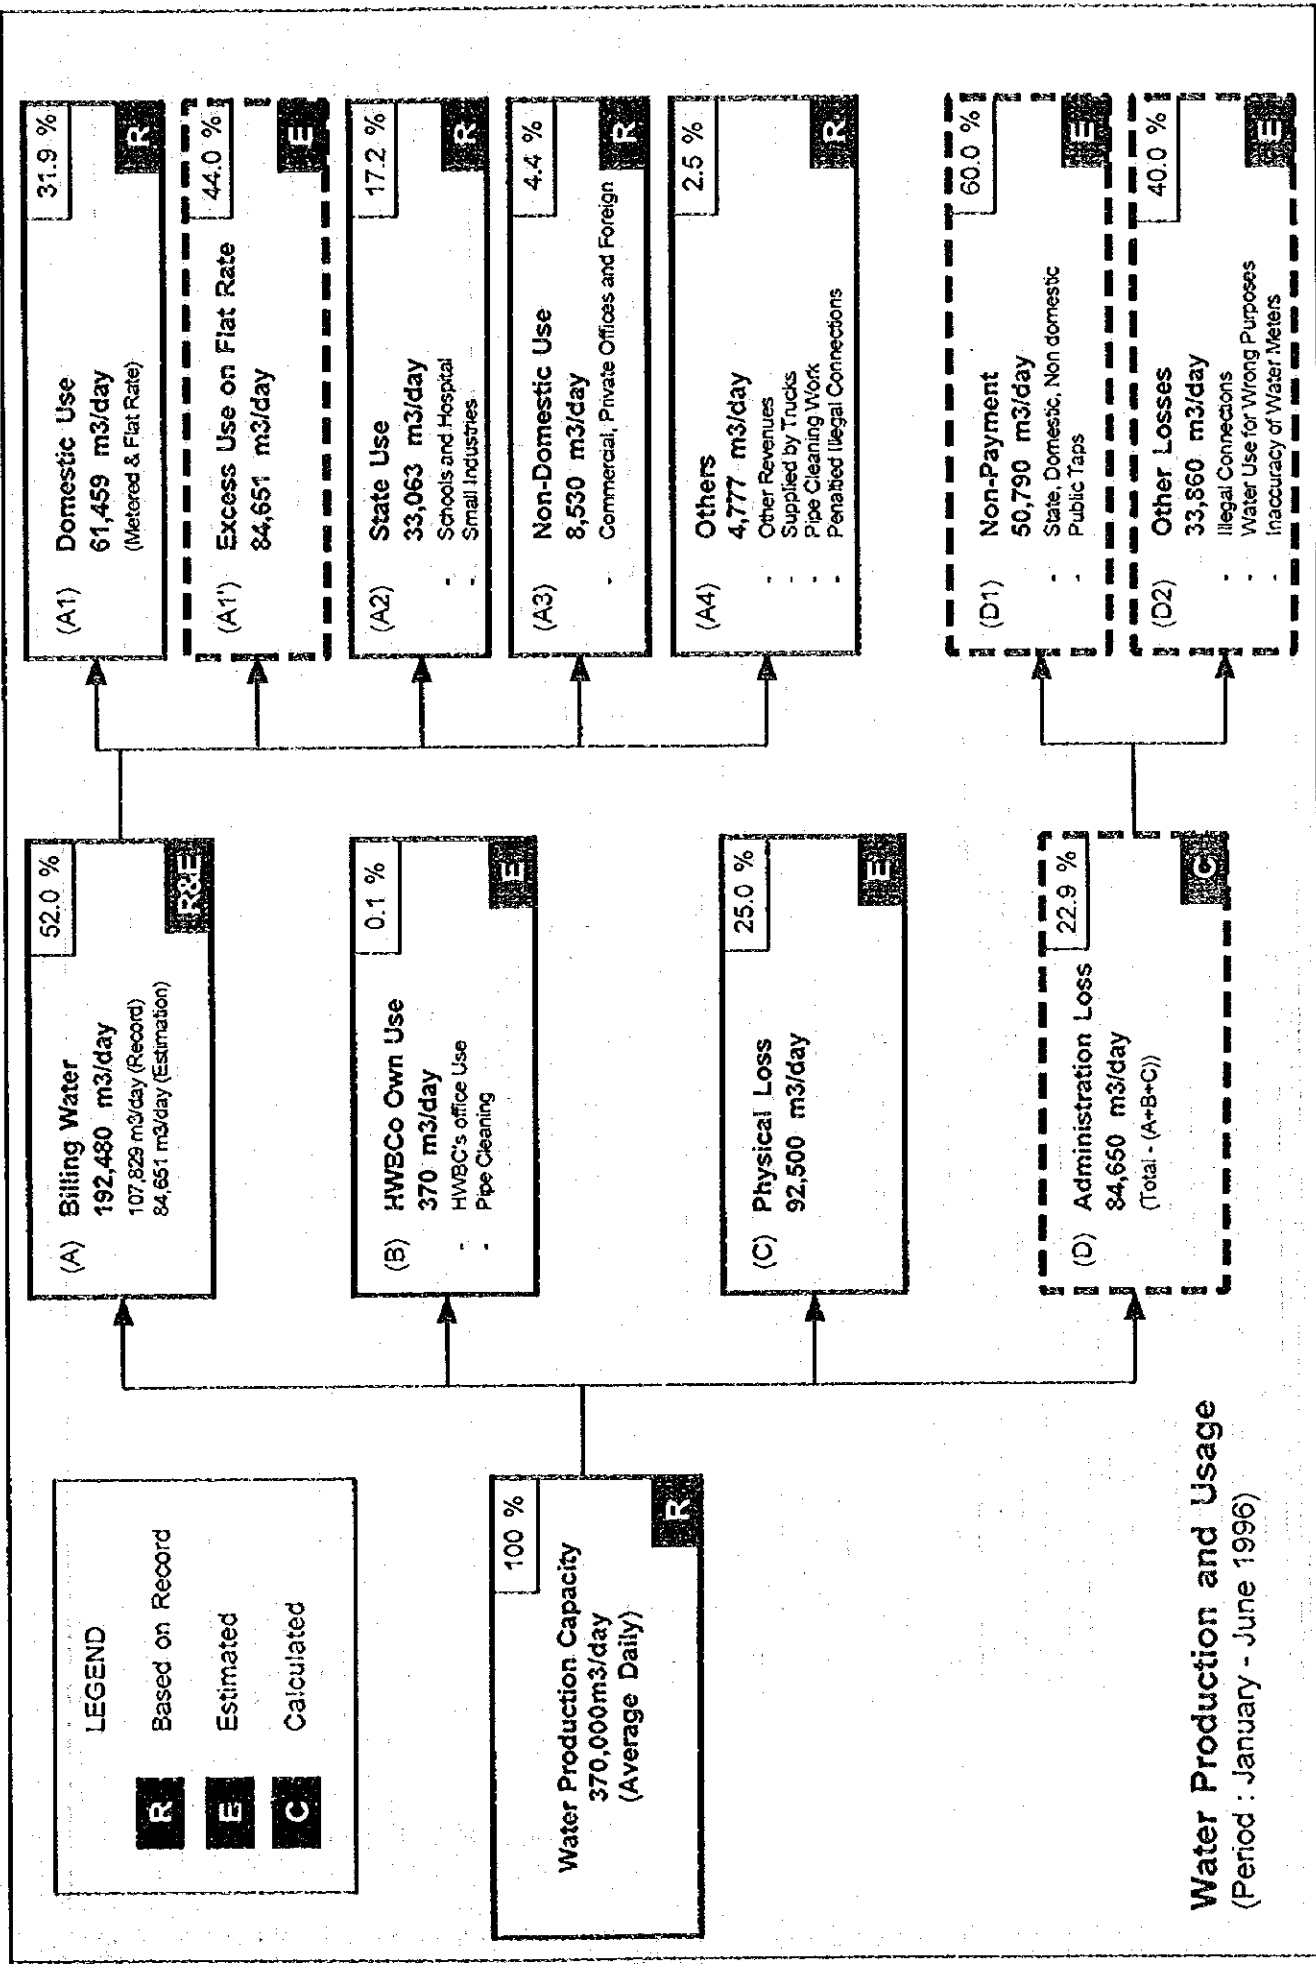 LEGEND
R Based on Record
E Estimated
C Calculated
100 %
Water Production Capacity
370,000m3/day
(Average Daily)
R
Water Production and Usage
(Period : January - June 1996)
52.0 %
(A) Billing Water
192,480 m3/day
107,829 m3/day (Record)
84,651 m3/day (Estimation)
R&E
0.1 %
(B) HWBCo Own Use
370 m3/day
- HWBC's office Use
- Pipe Cleaning
E
25.0 %
(C) Physical Loss
92,500 m3/day
E
22.9 %
(D) Administration Loss
84,650 m3/day
(Total - (A+B+C))
C
31.9 %
(A1) Domestic Use
61,459 m3/day
(Metered & Flat Rate)
R
44.0 %
(A1') Excess Use on Flat Rate
84,651 m3/day
E
17.2 %
(A2) State Use
33,063 m3/day
- Schools and Hospital
- Small Industries
R
4.4 %
(A3) Non-Domestic Use
8,530 m3/day
- Commercial, Private Offices and Foreign
R
2.5 %
(A4) Others
4,777 m3/day
- Other Revenues
- Supplied by Trucks
- Pipe Cleaning Work
- Penalted Illegal Connections
R
60.0 %
(D1) Non-Payment
50,790 m3/day
- State, Domestic, Non domestic
- Public Taps
E
40.0 %
(D2) Other Losses
33,860 m3/day
- Illegal Connections
- Water Use for Wrong Purposes
- Inaccuracy of Water Meters
E